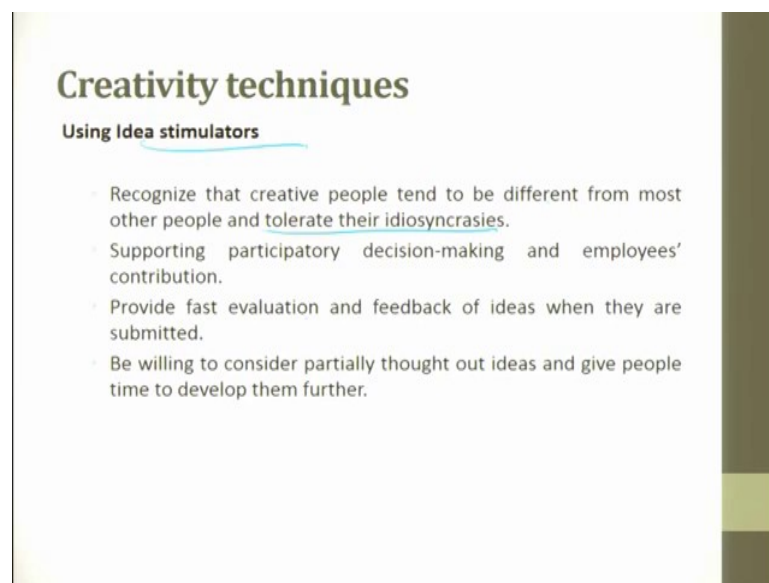 Creativity techniques
Using Idea stimulators
Recognize that creative people tend to be different from most
other people and tolerate their idiosyncrasies.
Supporting participatory decision-making and employees'
contribution.
Provide fast evaluation and feedback of ideas when they are
submitted.
Be willing to consider partially thought out ideas and give people
time to develop them further.